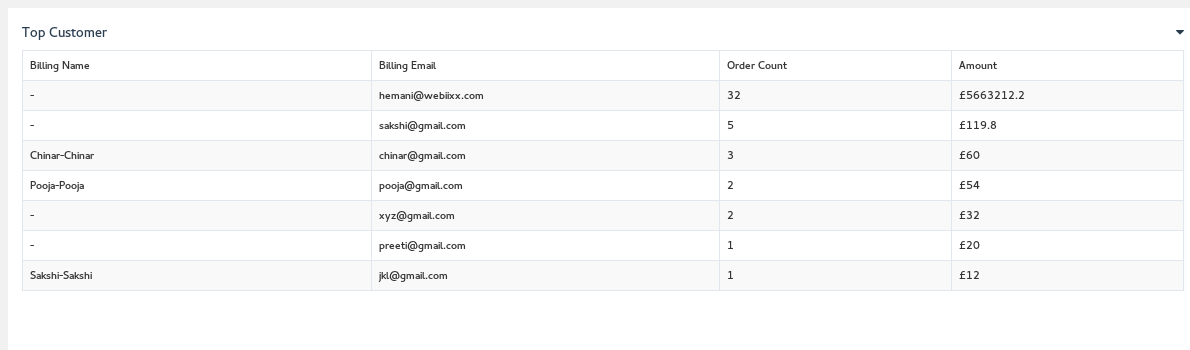 Top Customer
Billing Name Billing Email Order Count Amount
- hemani@webiixx.com 32 £5663212.2
- sakshi@gmail.com 5 £119.8
Chinar-Chinar chinar@gmail.com 3 £60
Pooja-Pooja pooja@gmail.com 2 £54
- xyz@gmail.com 2 £32
- preeti@gmail.com 1 £20
Sakshi-Sakshi jkl@gmail.com 1 £12